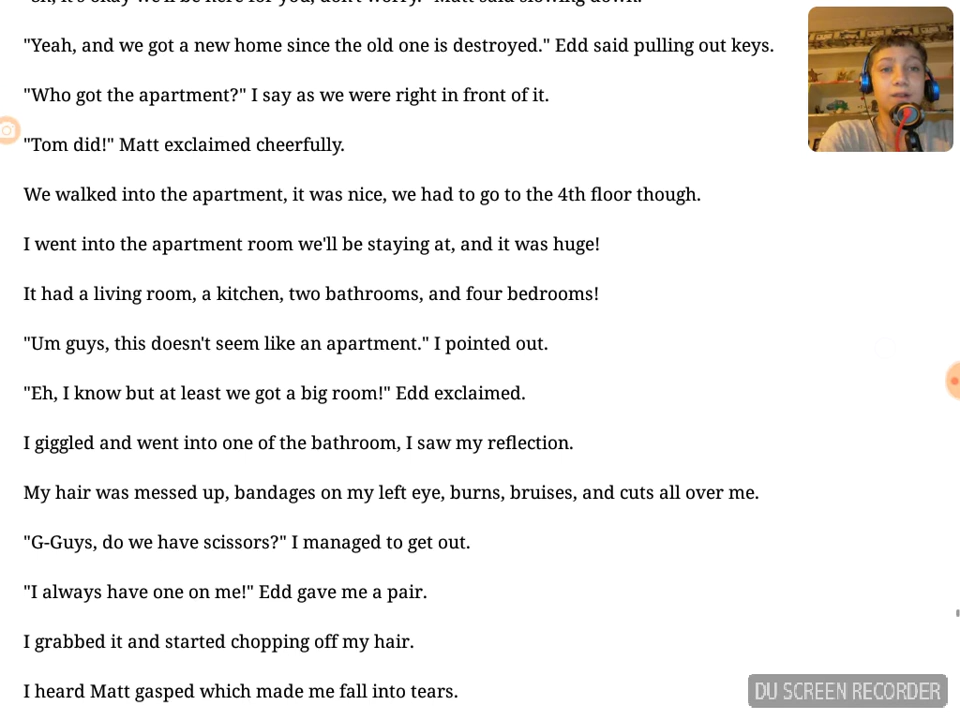 "Yeah, and we got a new home since the old one is destroyed." Edd said pulling out keys.
"Who got the apartment?" I say as we were right in front of it.
"Tom did!" Matt exclaimed cheerfully.
We walked into the apartment, it was nice, we had to go to the 4th floor though.
I went into the apartment room we'll be staying at, and it was huge!
It had a living room, a kitchen, two bathrooms, and four bedrooms!
"Um guys, this doesn't seem like an apartment." I pointed out.
"Eh, I know but at least we got a big room!" Edd exclaimed.
I giggled and went into one of the bathroom, I saw my reflection.
My hair was messed up, bandages on my left eye, burns, bruises, and cuts all over me.
"G-Guys, do we have scissors?" I managed to get out.
"I always have one on me!" Edd gave me a pair.
I grabbed it and started chopping off my hair.
I heard Matt gasped which made me fall into tears.
DU SCREEN RECORDER